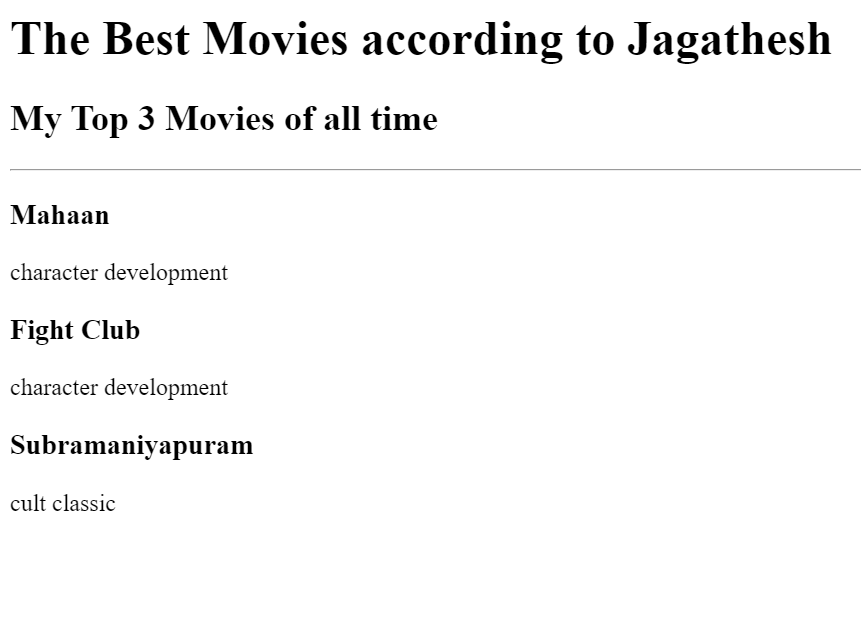 The Best Movies according to Jagathesh
My Top 3 Movies of all time
Mahaan
character development
Fight Club
character development
Subramaniyapuram
cult classic